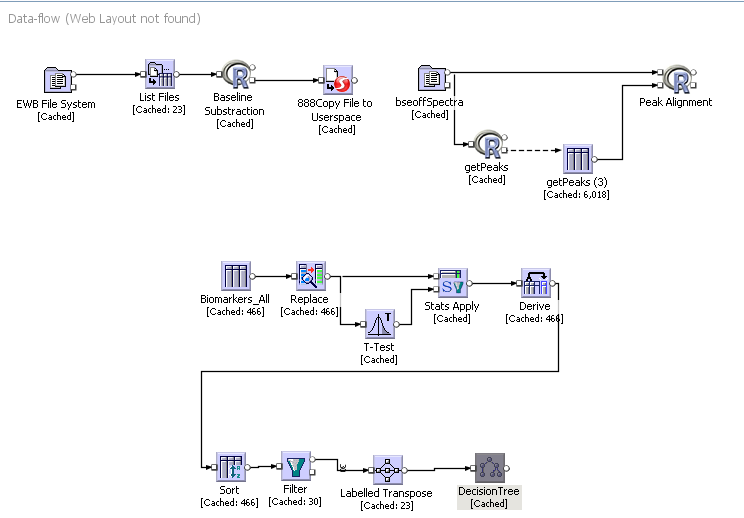 Data-flow (Web Layout not found)
EWB File System
[Cached]
List Files
[Cached: 23]
Baseline
Substraction
[Cached]
888Copy File to
Userspace
[Cached]
bseoffSpectra
[Cached]
Peak Alignment
getPeaks
[Cached]
getPeaks (3)
[Cached: 6,018]
Biomarkers_All
[Cached: 466]
Replace
[Cached: 466]
T-Test
[Cached]
Stats Apply
[Cached]
Derive
[Cached: 466]
Sort
[Cached: 466]
Filter
[Cached: 30]
Labelled Transpose
[Cached: 23]
DecisionTree
[Cached]